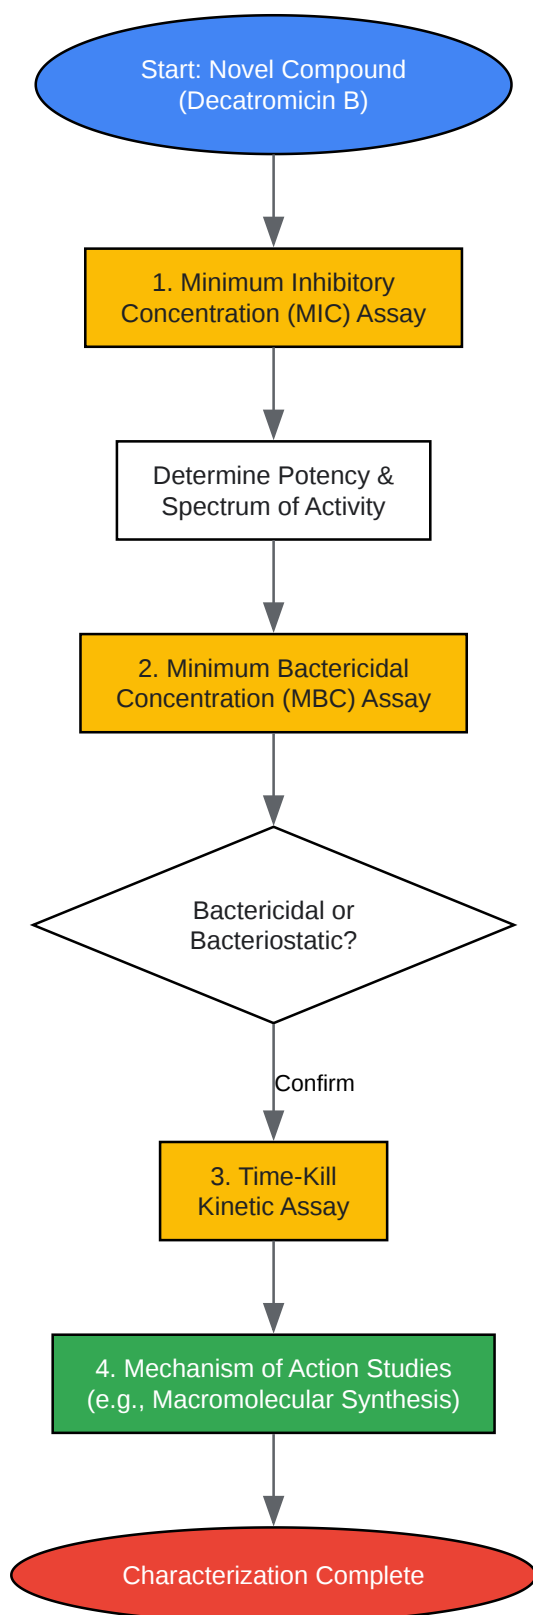 Start: Novel Compound
(Decatromicin B)
1. Minimum Inhibitory
Concentration (MIC) Assay
Determine Potency &
Spectrum of Activity
2. Minimum Bactericidal
Concentration (MBC) Assay
Bactericidal or
Bacteriostatic?
Confirm
3. Time-Kill
Kinetic Assay
4. Mechanism of Action Studies
(e.g., Macromolecular Synthesis)
Characterization Complete